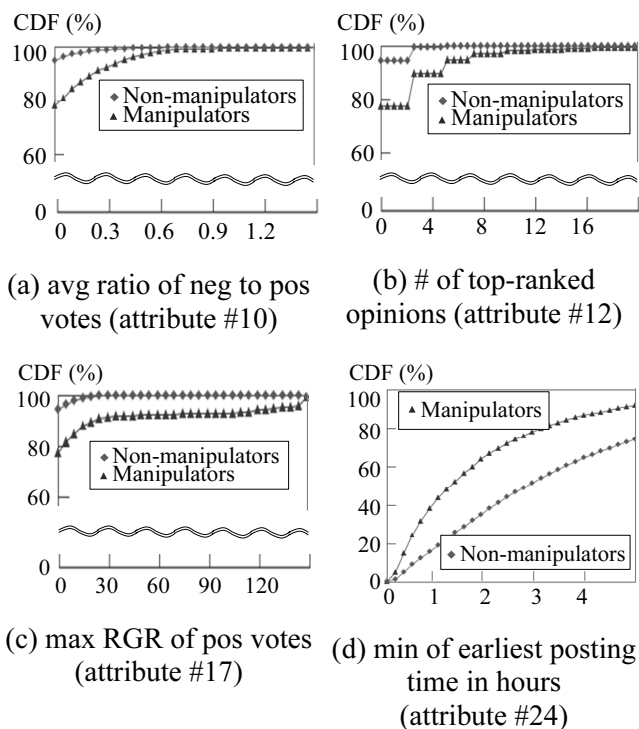 CDF (%)
100
80
60
0
Non-manipulators
Manipulators
0 0.3 0.6 0.9 1.2
(a) avg ratio of neg to pos
votes (attribute #10)
CDF (%)
100
80
60
0
Non-manipulators
Manipulators
0 4 8 12 16
(b) # of top-ranked
opinions (attribute #12)
CDF (%)
100
80
60
0
Non-manipulators
Manipulators
0 30 60 90 120
(c) max RGR of pos votes
(attribute #17)
CDF (%)
100
80
60
40
20
0
Manipulators
Non-manipulators
0 1 2 3 4
(d) min of earliest posting
time in hours
(attribute #24)